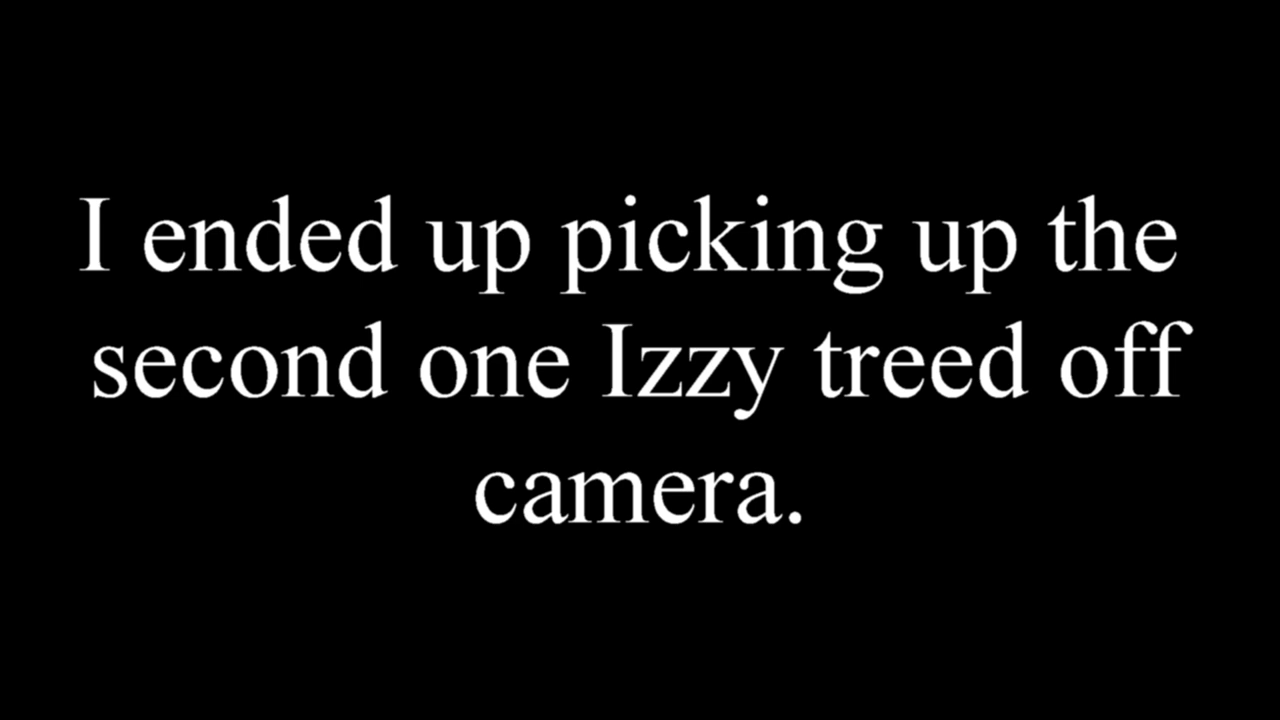 I ended up picking up the
second one Izzy treed off
camera.